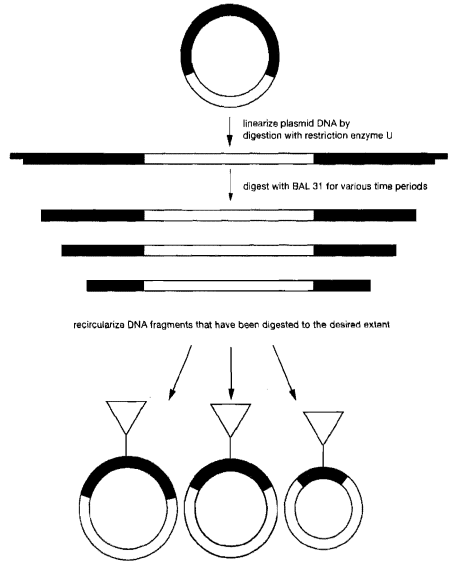 linearize plasmid DNA by
digestion with restriction enzyme U
digest with BAL 31 for various time periods
recircularize DNA fragments that have been digested to the desired extent